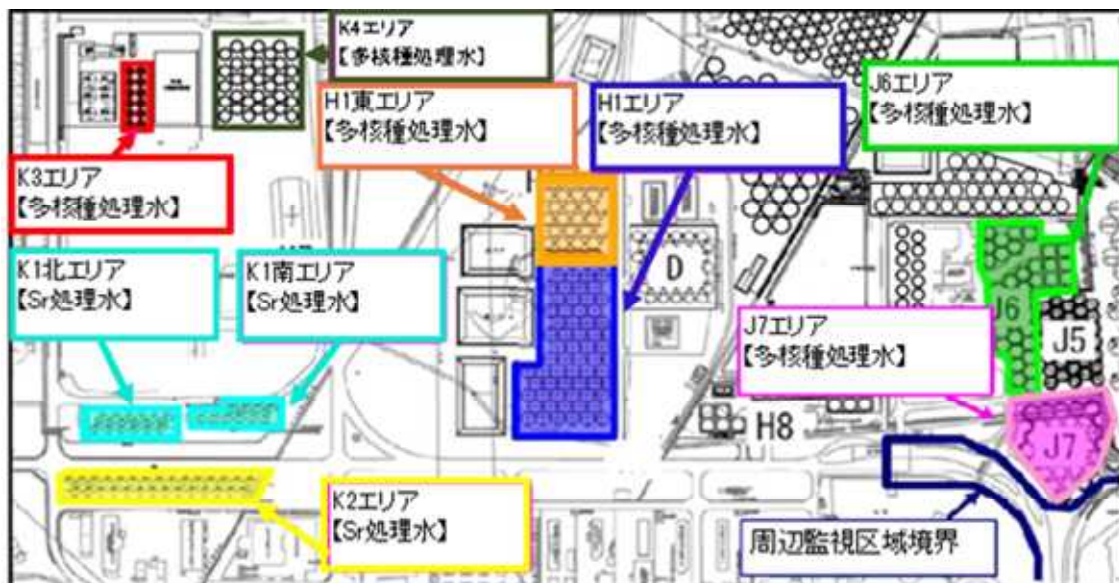 K4エリア
【多核種処理水】
H1東エリア
【多核種処理水】
H1エリア
【多核種処理水】
J6エリア
【多核種処理水】
K3エリア
【多核種処理水】
K1北エリア
【Sr処理水】
K1南エリア
【Sr処理水】
D
J6
J7エリア
【多核種処理水】
J5
H8
J7
K2エリア
【Sr処理水】
周辺監視区域境界